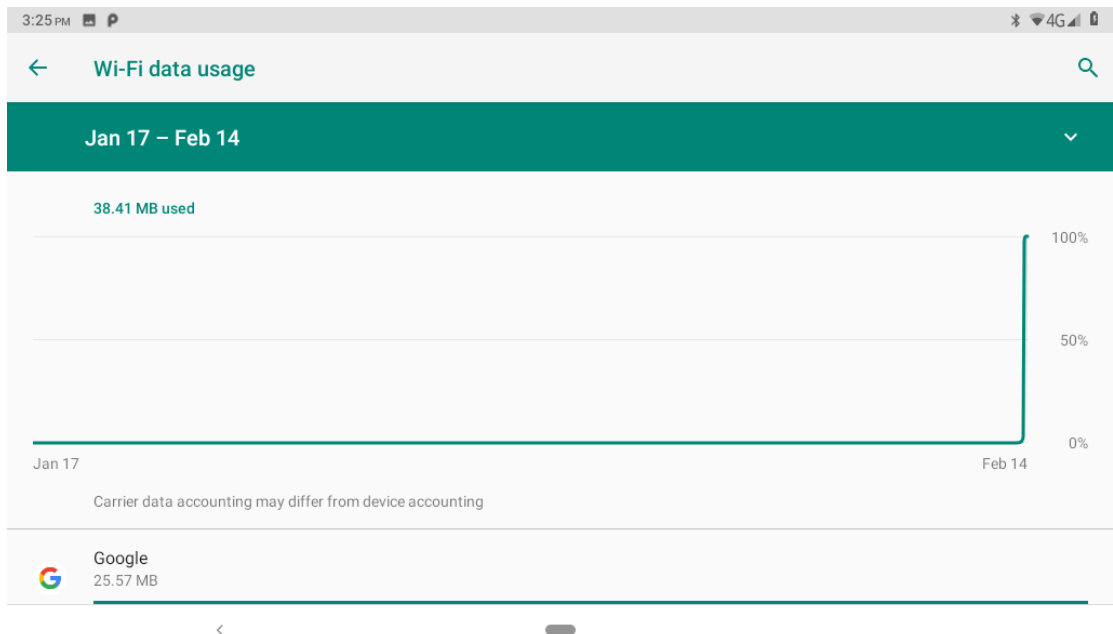 3:25 PM 4G
Wi-Fi data usage
Jan 17 – Feb 14
38.41 MB used
100%
50%
0%
Jan 17 Feb 14
Carrier data accounting may differ from device accounting
Google
25.57 MB